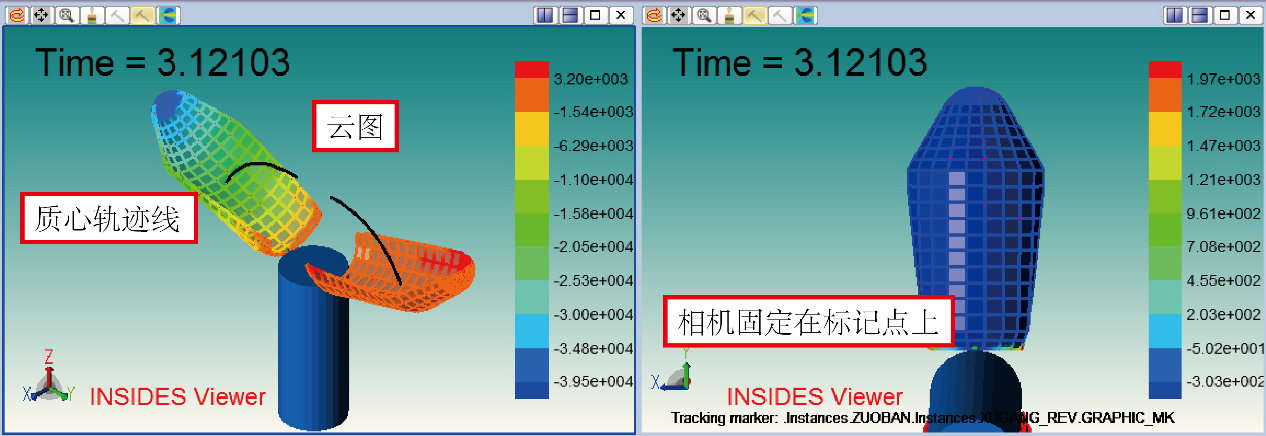 Time = 3.12103
云图
质心轨迹线
3.20e+003
-1.54e+003
-6.29e+003
-1.10e+004
-1.58e+004
-2.05e+004
-2.53e+004
-3.00e+004
-3.48e+004
-3.95e+004
Z
X
Y
INSIDES Viewer
Time = 3.12103
1.97e+003
1.72e+003
1.47e+003
1.21e+003
9.61e+002
7.08e+002
4.55e+002
2.03e+002
-5.02e+001
-3.03e+002
相机固定在标记点上
Y
X
INSIDES Viewer
Tracking marker: .Instances.ZUOBAN.Instances.XUGANG_REV.GRAPHIC_MK